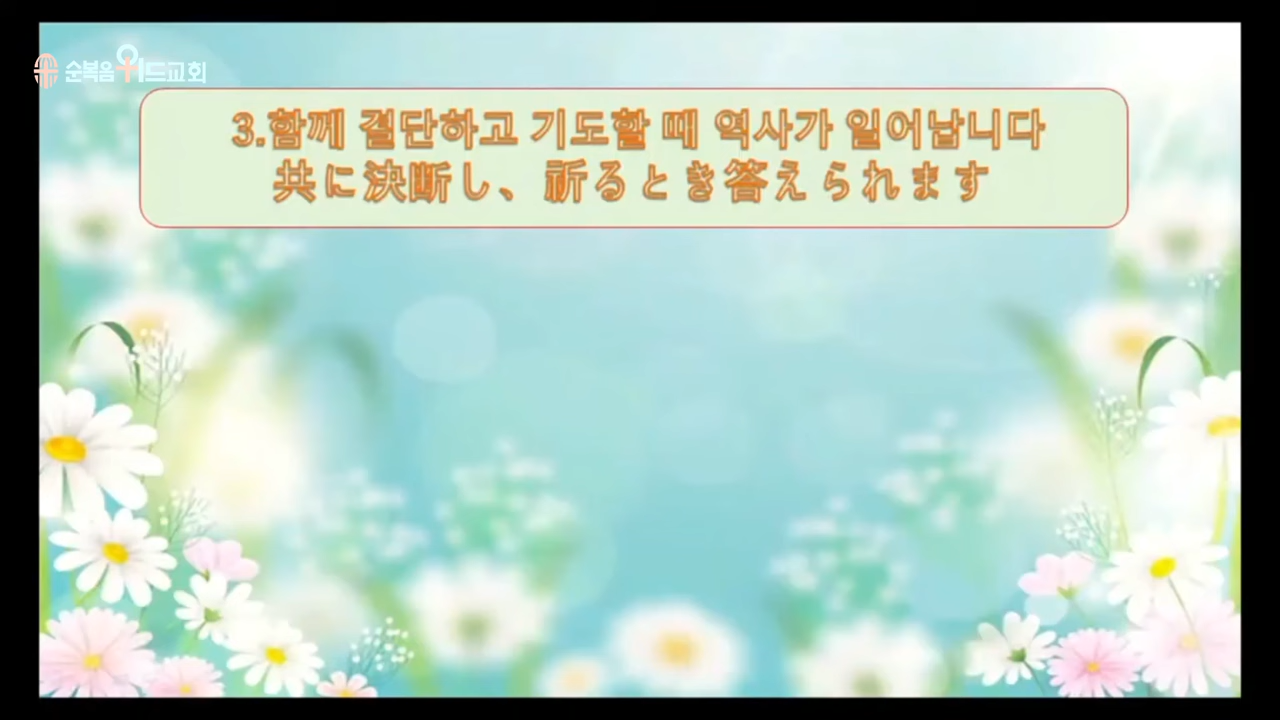 순복음위드교회
3.함께 결단하고 기도할 때 역사가 일어납니다
共に決断し、祈るとき答えられます